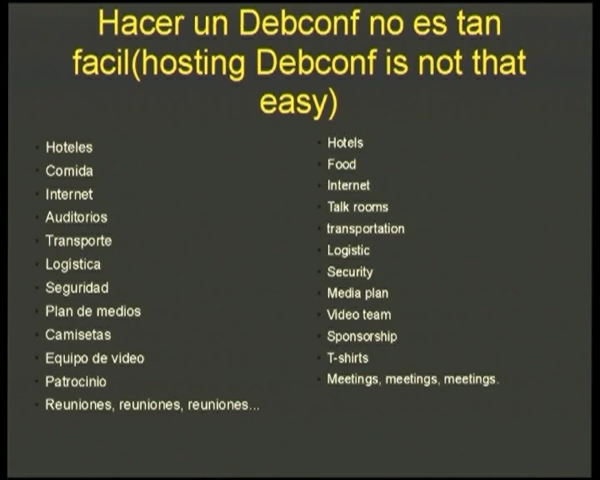 Hacer un Debconf no es tan
facil(hosting Debconf is not that
easy)
Hoteles
Comida
Internet
Auditorios
Transporte
Logística
Seguridad
Plan de medios
Camisetas
Equipo de video
Patrocinio
Reuniones, reuniones, reuniones...
Hotels
Food
Internet
Talk rooms
transportation
Logistic
Security
Media plan
Video team
Sponsorship
T-shirts
Meetings, meetings, meetings.